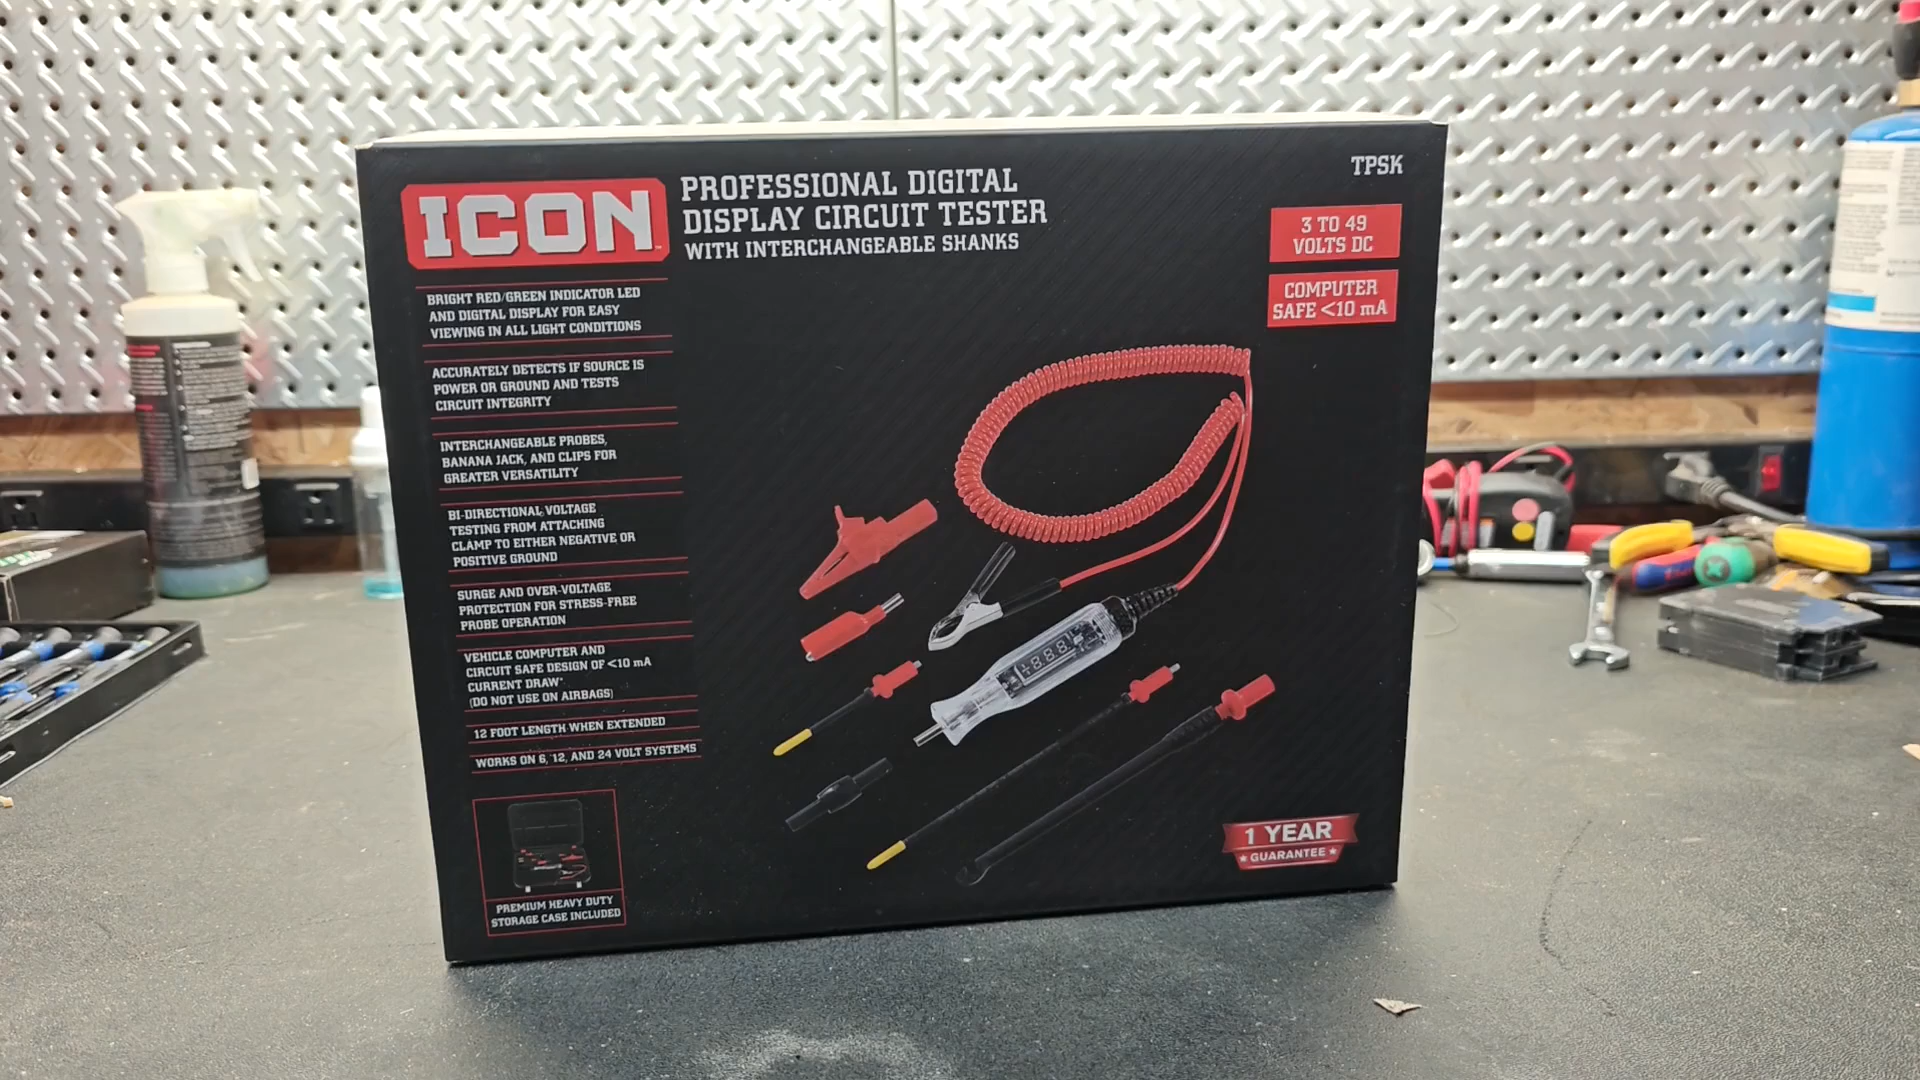 ICON
PROFESSIONAL DIGITAL
DISPLAY CIRCUIT TESTER
WITH INTERCHANGEABLE SHANKS
TPSK
3 TO 49
VOLTS DC
COMPUTER
SAFE <10 mA
BRIGHT RED/GREEN INDICATOR LED
AND DIGITAL DISPLAY FOR EASY
VIEWING IN ALL LIGHT CONDITIONS
ACCURATELY DETECTS IF SOURCE IS
POWER OR GROUND AND TESTS
CIRCUIT INTEGRITY
INTERCHANGEABLE PROBES,
BANANA JACK, AND CLIPS FOR
GREATER VERSATILITY
BI-DIRECTIONAL VOLTAGE
TESTING FROM ATTACHING
CLAMP TO EITHER NEGATIVE OR
POSITIVE GROUND
SURGE AND OVER-VOLTAGE
PROTECTION FOR STRESS-FREE
PROBE OPERATION
VEHICLE COMPUTER AND
CIRCUIT SAFE DESIGN OF <10 mA
CURRENT DRAW*
(DO NOT USE ON AIRBAGS)
12 FOOT LENGTH WHEN EXTENDED
WORKS ON 6, 12, AND 24 VOLT SYSTEMS
PREMIUM HEAVY DUTY
STORAGE CASE INCLUDED
1 YEAR
GUARANTEE